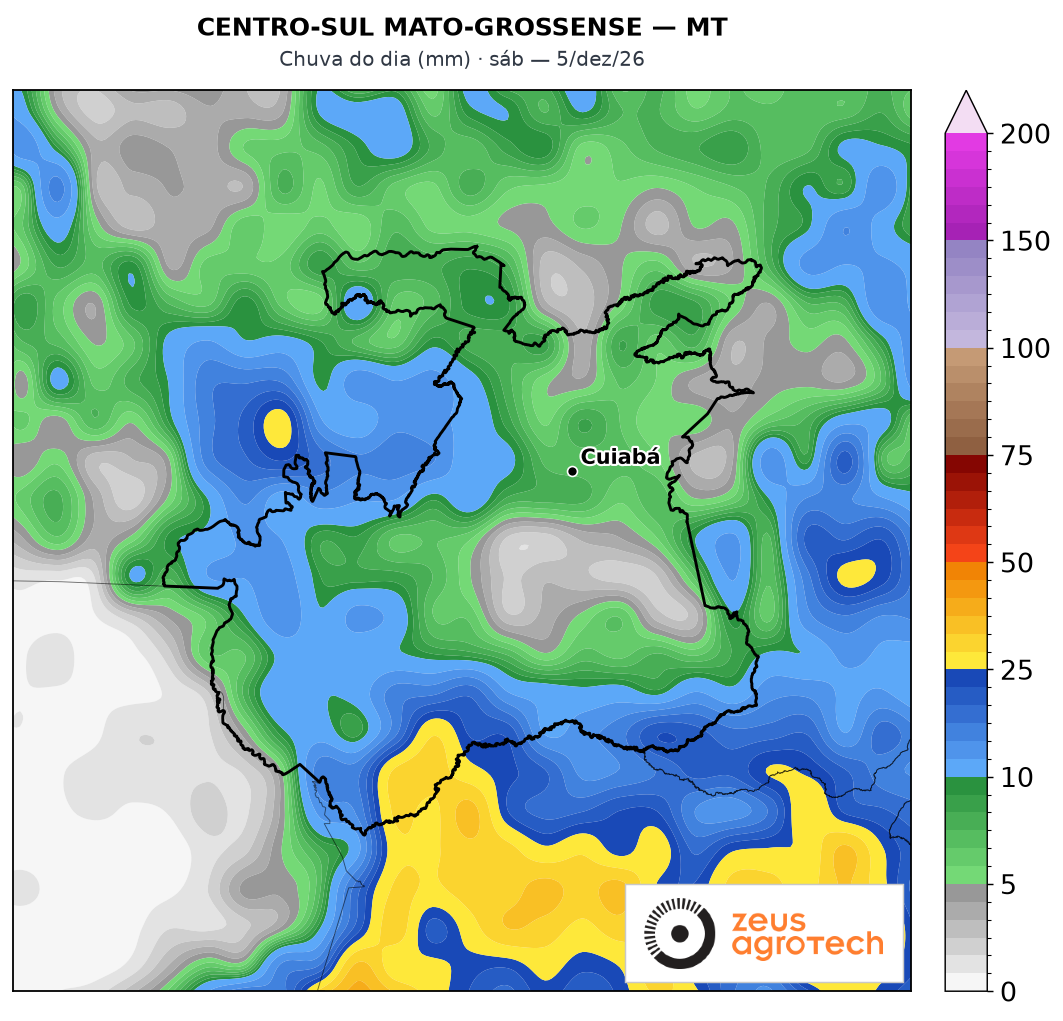 CENTRO-SUL MATO-GROSSENSE — MT
Chuva do dia (mm) · sáb — 5/dez/26
200
150
100
75
50
25
10
5
0
Cuiabá
zeus
agrotech